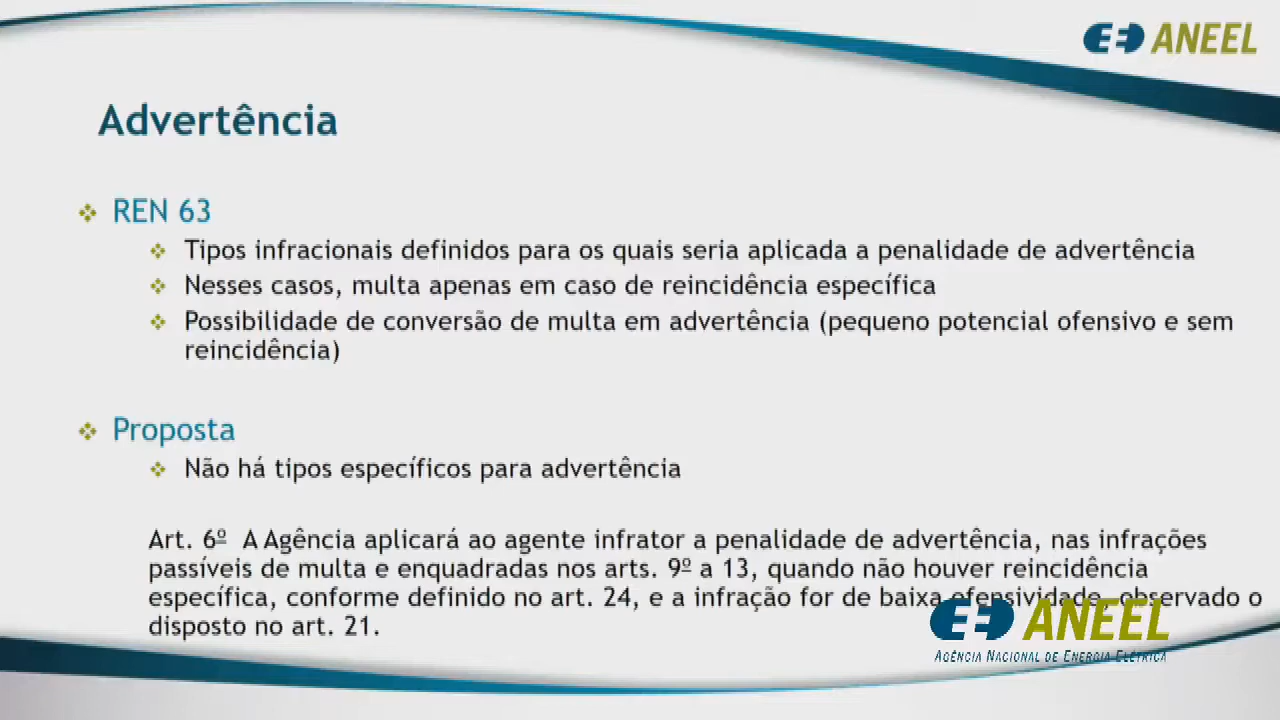 ANEEL
Advertência
REN 63
Tipos infracionais definidos para os quais seria aplicada a penalidade de advertência
Nesses casos, multa apenas em caso de reincidência específica
Possibilidade de conversão de multa em advertência (pequeno potencial ofensivo e sem
reincidência)
Proposta
Não há tipos específicos para advertência
Art. 6º A Agência aplicará ao agente infrator a penalidade de advertência, nas infrações
passíveis de multa e enquadradas nos arts. 9º a 13, quando não houver reincidência
específica, conforme definido no art. 24, e a infração for de baixa ofensividade, observado o
disposto no art. 21.
ANEEL
AGÊNCIA NACIONAL DE ENERGIA ELÉTRICA